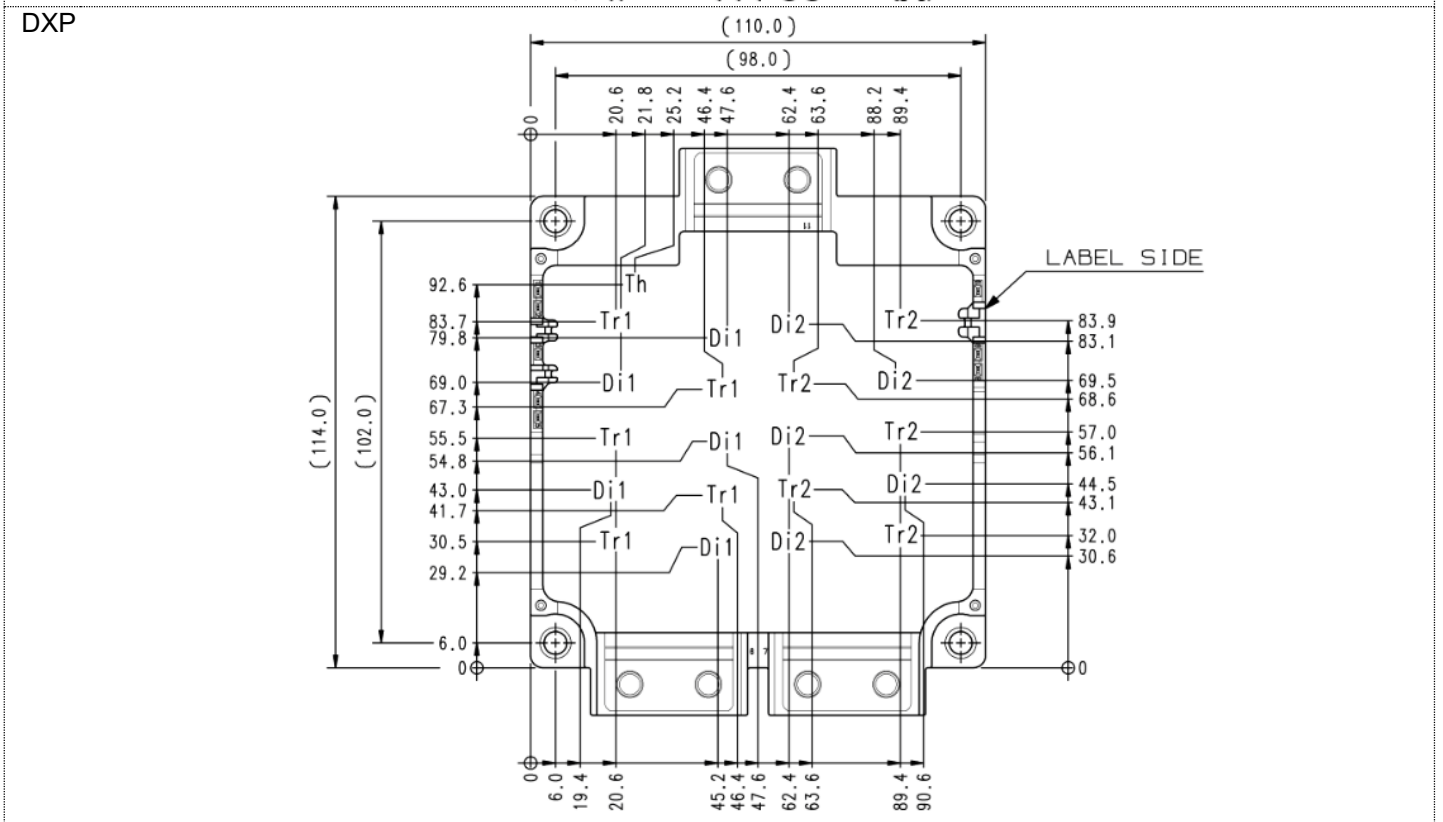 DXP
(110.0)
(98.0)
0 20.6 21.8 25.2 46.4 47.6 62.4 63.6 88.2 89.4
LABEL SIDE
(114.0)
(102.0)
92.6
83.7
79.8
69.0
67.3
55.5
54.8
43.0
41.7
30.5
29.2
6.0
0
Th
Tr1 Di2 Tr2
Di1
Di1 Tr1 Tr2 Di2
Tr1 Di1 Di2 Tr2
Di1 Tr1 Tr2 Di2
Tr1 Di1 Di2 Tr2
83.9
83.1
69.5
68.6
57.0
56.1
44.5
43.1
32.0
30.6
0
8 7
0 6.0 19.4 20.6 45.2 46.4 47.6 62.4 63.6 89.4 90.6